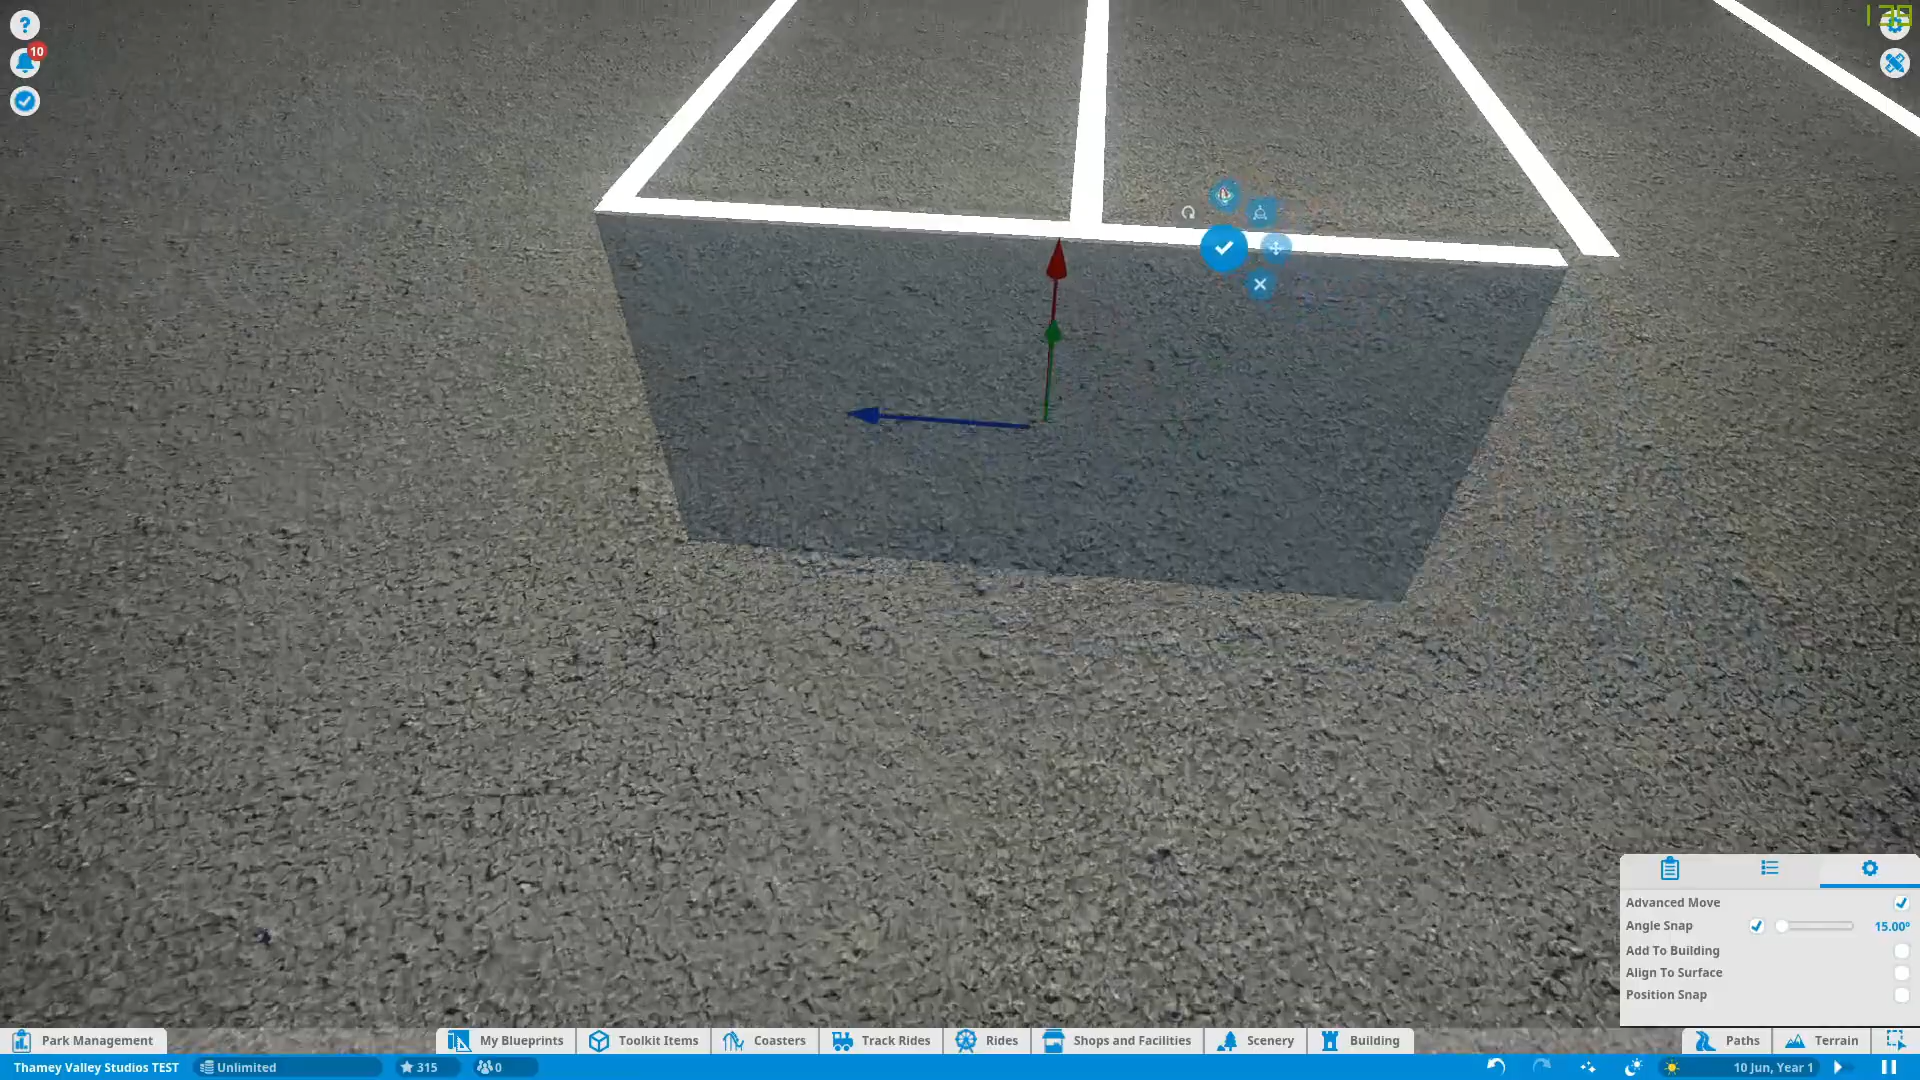 ?
10
139
Advanced Move
Angle Snap 15.00°
Add To Building
Align To Surface
Position Snap
Park Management
My Blueprints
Toolkit Items
Coasters
Track Rides
Rides
Shops and Facilities
Scenery
Building
Paths
Terrain
Thamey Valley Studios TEST
Unlimited
315
0
10 Jun, Year 1